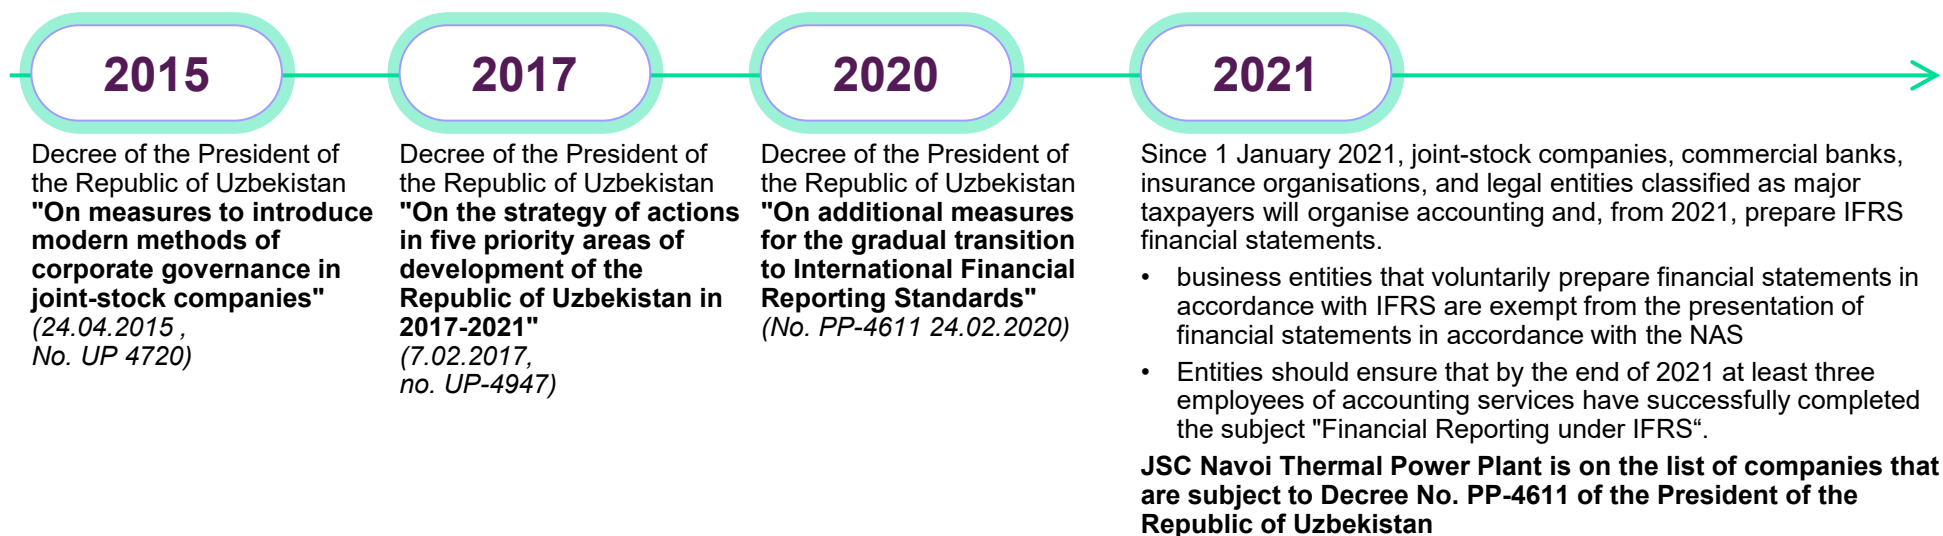 2015
Decree of the President of
the Republic of Uzbekistan
"On measures to introduce
modern methods of
corporate governance in
joint-stock companies"
(24.04.2015 ,
No. UP 4720)
2017
Decree of the President of
the Republic of Uzbekistan
"On the strategy of actions
in five priority areas of
development of the
Republic of Uzbekistan in
2017-2021"
(7.02.2017,
no. UP-4947)
2020
Decree of the President of
the Republic of Uzbekistan
"On additional measures
for the gradual transition
to International Financial
Reporting Standards"
(No. PP-4611 24.02.2020)
2021
Since 1 January 2021, joint-stock companies, commercial banks,
insurance organisations, and legal entities classified as major
taxpayers will organise accounting and, from 2021, prepare IFRS
financial statements.
• business entities that voluntarily prepare financial statements in
accordance with IFRS are exempt from the presentation of
financial statements in accordance with the NAS
• Entities should ensure that by the end of 2021 at least three
employees of accounting services have successfully completed
the subject "Financial Reporting under IFRS“.
JSC Navoi Thermal Power Plant is on the list of companies that
are subject to Decree No. PP-4611 of the President of the
Republic of Uzbekistan